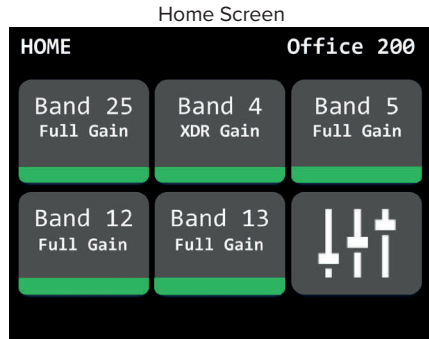 Home Screen
HOME Office 200
Band 25 Band 4 Band 5
Full Gain XDR Gain Full Gain
Band 12 Band 13
Full Gain Full Gain